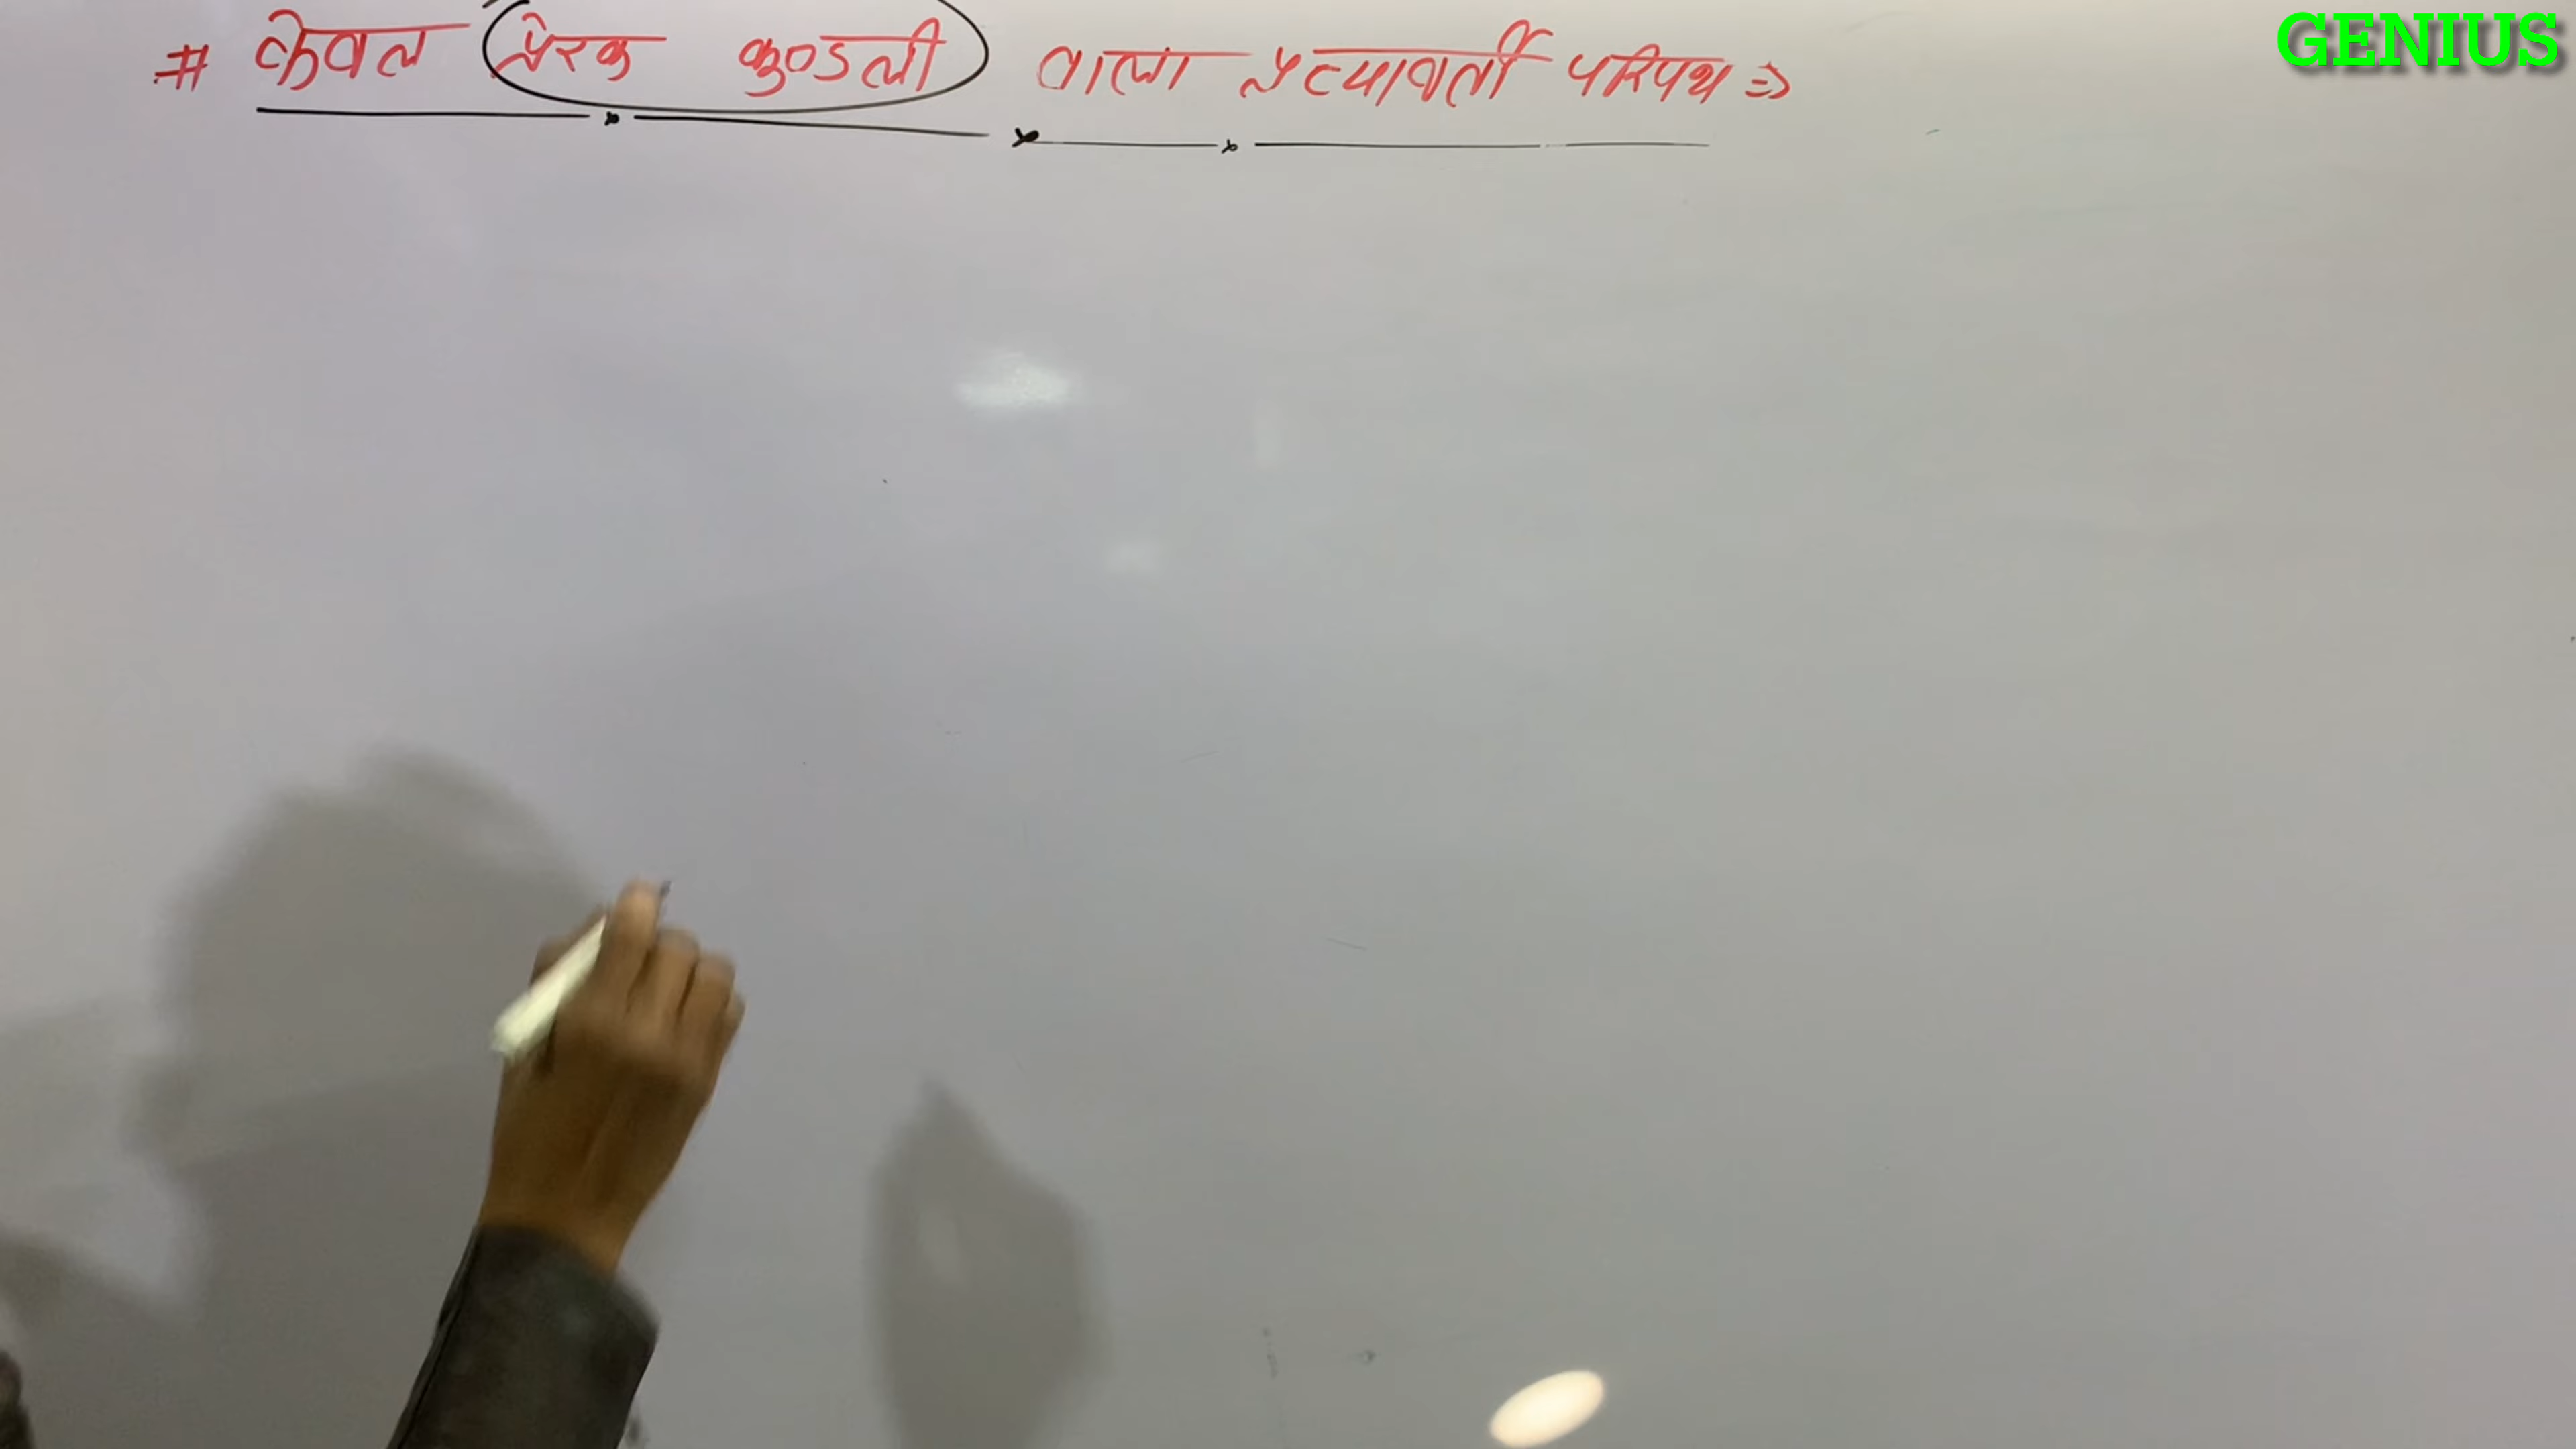 # केवल प्रेरक कुण्डली वाला प्रत्यावर्ती परिपथ ⇒
GENIUS